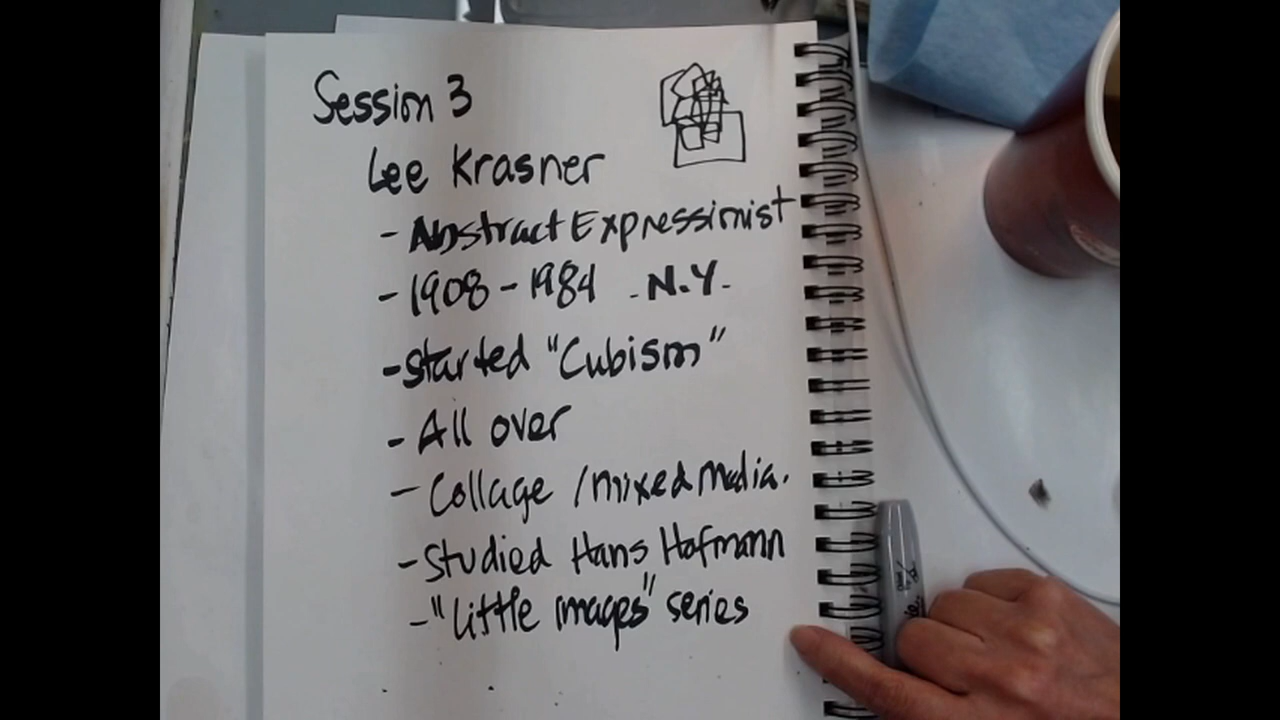 Session 3
Lee Krasner
- Abstract Expressionist
- 1908 - 1984 - N.Y. -
- started "Cubism"
- All over
- Collage / mixed media.
- Studied Hans Hofmann
- "Little images" series